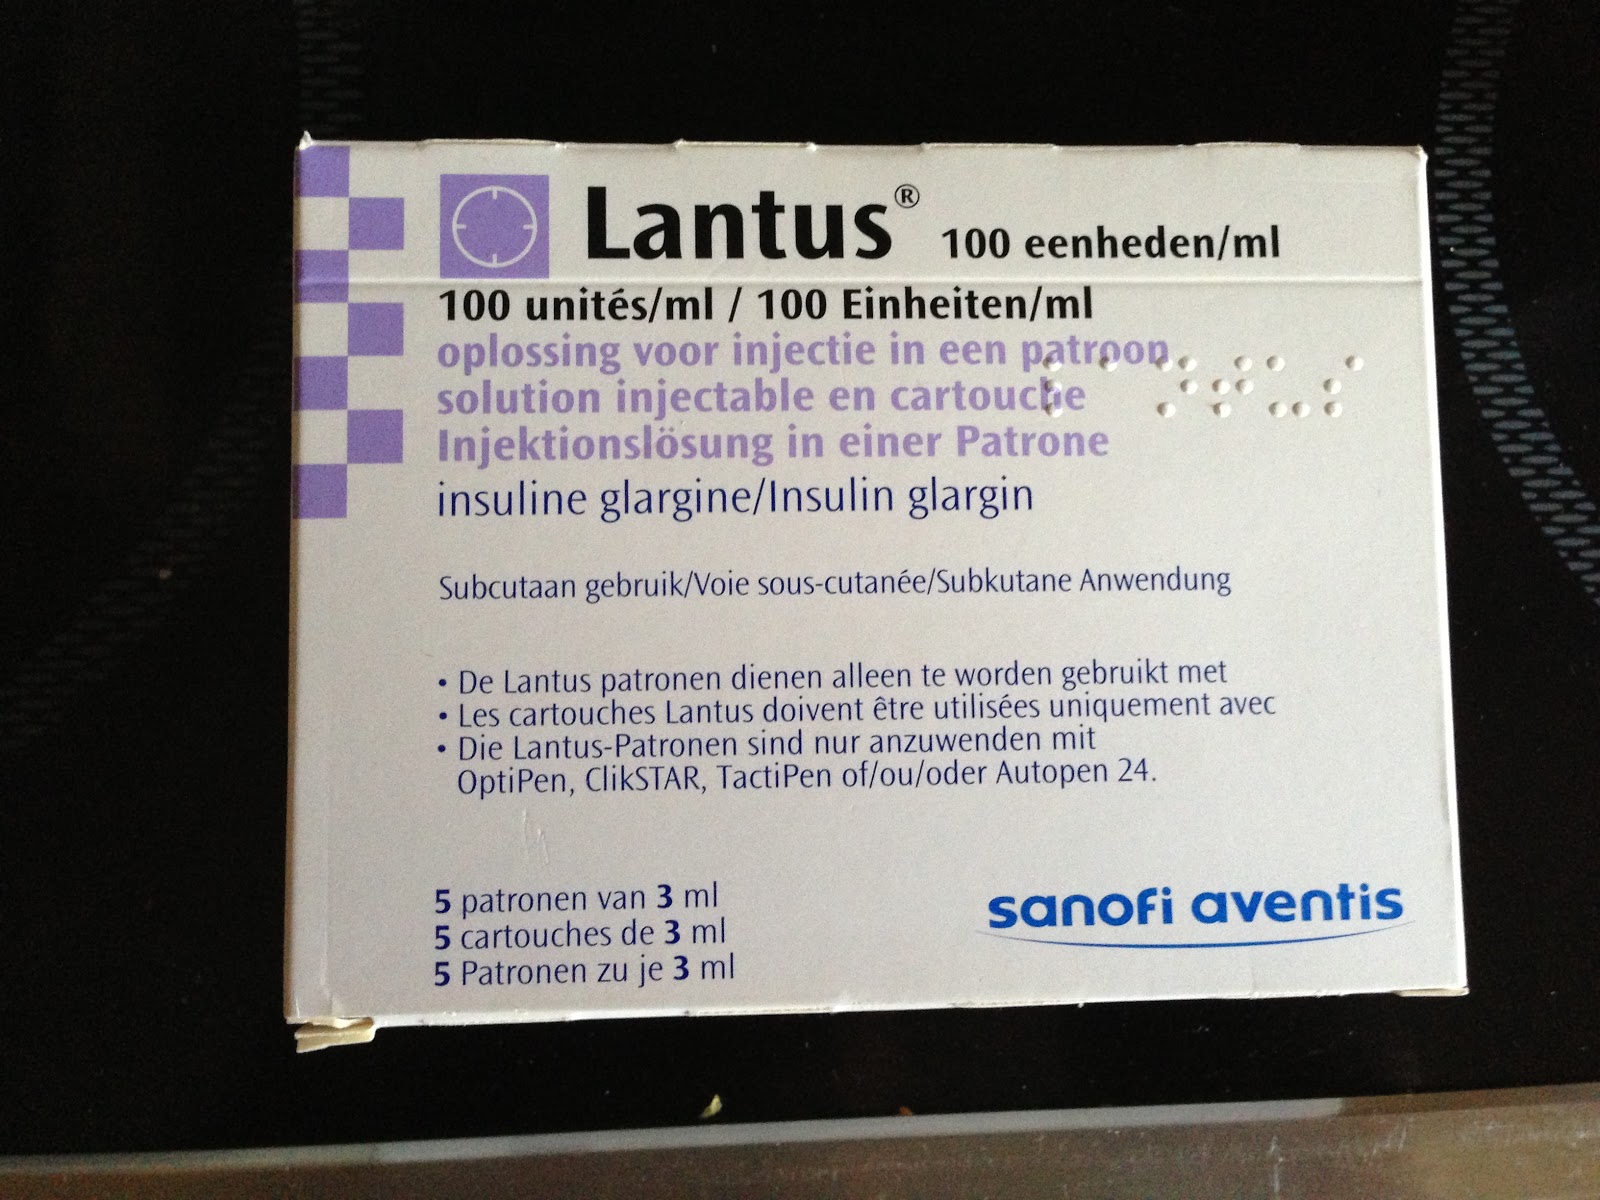 Lantus® 100 eenheden/ml
100 unités/ml / 100 Einheiten/ml
oplossing voor injectie in een patroon
solution injectable en cartouche
Injektionslösung in einer Patrone
insuline glargine/Insulin glargin
Subcutaan gebruik/Voie sous-cutanée/Subkutane Anwendung
• De Lantus patronen dienen alleen te worden gebruikt met
• Les cartouches Lantus doivent être utilisées uniquement avec
• Die Lantus-Patronen sind nur anzuwenden mit
OptiPen, ClikSTAR, TactiPen of/ou/oder Autopen 24.
5 patronen van 3 ml
5 cartouches de 3 ml
5 Patronen zu je 3 ml
sanofi aventis